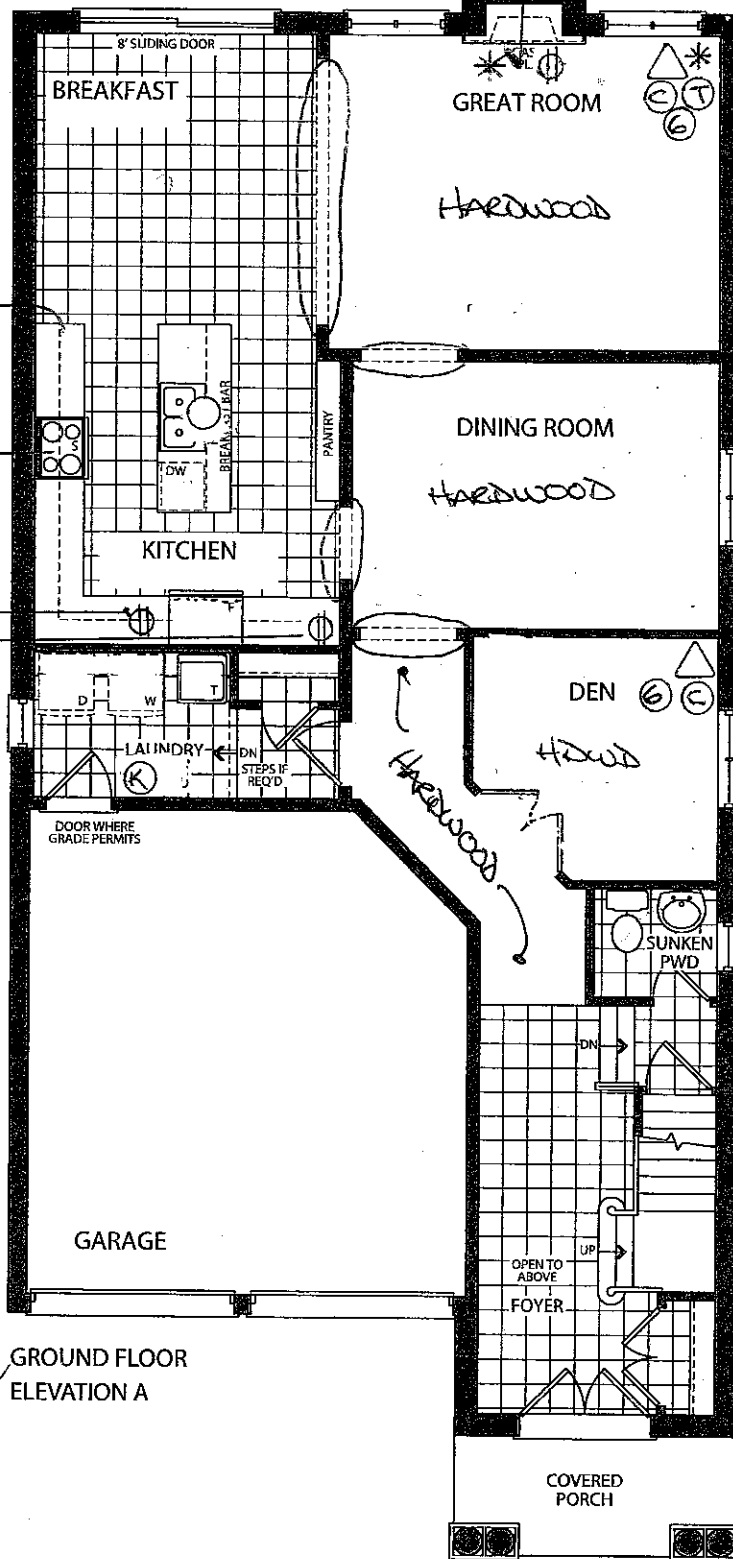 8' SLIDING DOOR
BREAKFAST
GREAT ROOM
C T
6
HARDWOOD
BREAKFAST BAR
PANTRY
DW
DINING ROOM
HARDWOOD
KITCHEN
F
D
W
T
LAUNDRY
DN
STEPS IF
REQ'D
K
DOOR WHERE
GRADE PERMITS
DEN
6 C
HDWD
HARDWOOD
SUNKEN
PWD
DN
GARAGE
UP
OPEN TO
ABOVE
FOYER
GROUND FLOOR
ELEVATION A
COVERED
PORCH